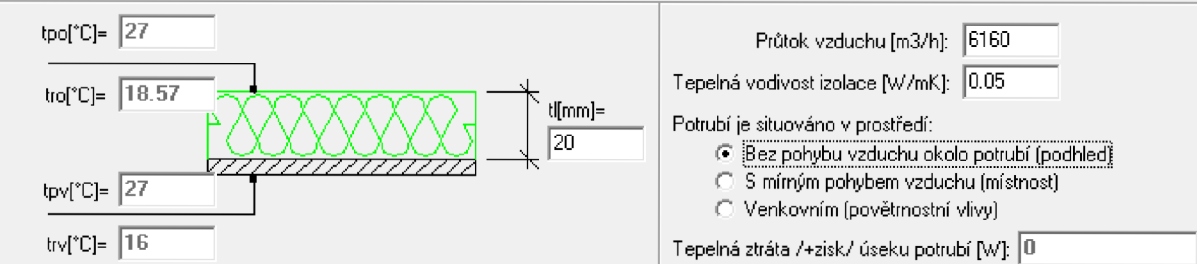 tpo[°C]= 27
tro[°C]= 18.57
tl[mm]=
20
tpv[°C]= 27
trv[°C]= 16
Průtok vzduchu [m3/h]: 6160
Tepelná vodivost izolace [W/mK]: 0.05
Potrubí je situováno v prostředí:
Bez pohybu vzduchu okolo potrubí (podhled)
S mírným pohybem vzduchu (místnost)
Venkovním (povětrnostní vlivy)
Tepelná ztráta /+zisk/ úseku potrubí [W]: 0